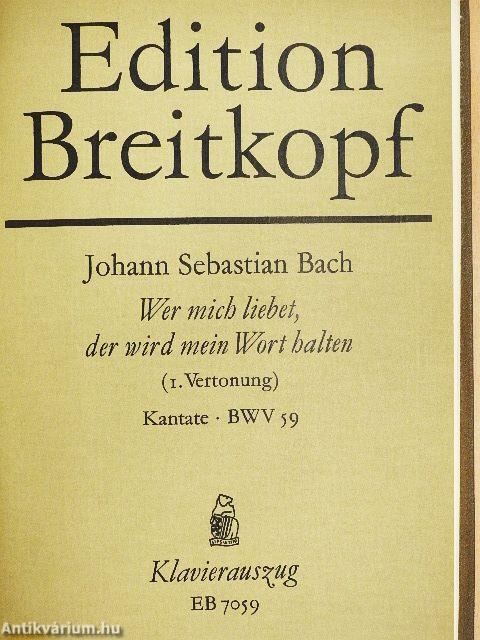 Edition
Breitkopf
Johann Sebastian Bach
Wer mich liebet,
der wird mein Wort halten
(1. Vertonung)
Kantate · BWV 59
Klavierauszug
EB 7059
Antikvárium.hu